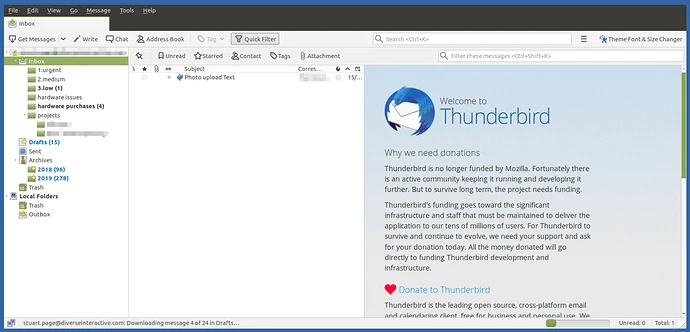 File Edit View Go Message Tools Help
Inbox
Get Messages Write Chat Address Book Tag Quick Filter Search <Ctrl+K> Theme Font & Size Changer
Unread Starred Contact Tags Attachment Filter these messages <Ctrl+Shift+K>
Inbox
1.urgent
2.medium
3.low (1)
hardware issues
hardware purchases (4)
projects
Drafts (15)
Sent
Archives
2018 (96)
2019 (278)
Trash
Local Folders
Trash
Outbox
Subject Corres...
Photo upload Text 15/...
Welcome to
Thunderbird
Why we need donations
Thunderbird is no longer funded by Mozilla. Fortunately there
is an active community keeping it running and developing it
further. But to survive long term, the project needs funding.
Thunderbird's funding goes toward the significant
infrastructure and staff that must be maintained to deliver the
application to our tens of millions of users. For Thunderbird to
survive and continue to evolve, we need your support and ask
for your donation today. All the money donated will go
directly to funding Thunderbird development and
infrastructure.
Donate to Thunderbird
Thunderbird is the leading open source, cross-platform email
and calendaring client, free for business and personal use. We
stuart.page@diverseinteractive.com: Downloading message 4 of 24 in Drafts... Unread: 0 Total: 1